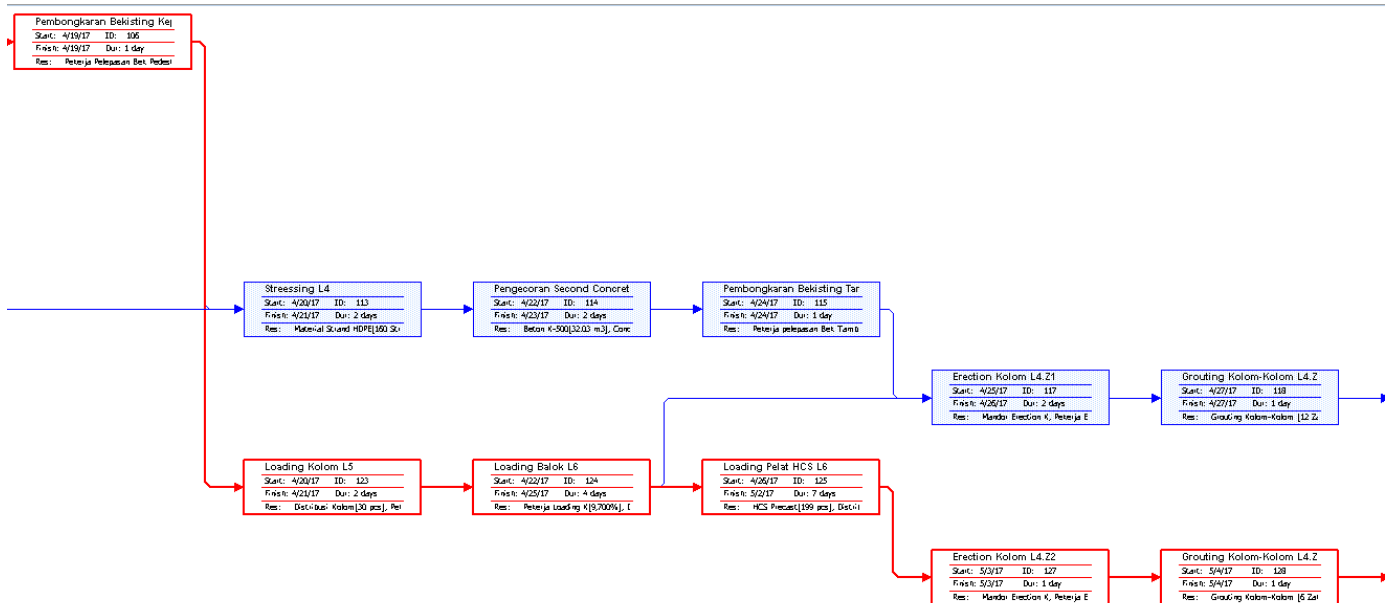 Pembongkaran Bekisting Kep
Start: 4/19/17 ID: 106
Finish: 4/19/17 Dur: 1 day
Res: Pekerja Pelepasan Bek Pedest
Streessing L4
Start: 4/20/17 ID: 113
Finish: 4/21/17 Dur: 2 days
Res: Material Strand HDPE[160 Str
Pengecoran Second Concret
Start: 4/22/17 ID: 114
Finish: 4/23/17 Dur: 2 days
Res: Beton K-500[32.03 m3], Conc
Pembongkaran Bekisting Tar
Start: 4/24/17 ID: 115
Finish: 4/24/17 Dur: 1 day
Res: Pekerja pelepasan Bek Tamb
Erection Kolom L4.Z1
Start: 4/25/17 ID: 117
Finish: 4/26/17 Dur: 2 days
Res: Mandor Erection K, Pekerja E
Grouting Kolom-Kolom L4.Z
Start: 4/27/17 ID: 118
Finish: 4/27/17 Dur: 1 day
Res: Grouting Kolom-Kolom [12 Za
Loading Kolom L5
Start: 4/20/17 ID: 123
Finish: 4/21/17 Dur: 2 days
Res: Distribusi Kolom[30 pcs], Pel
Loading Balok L6
Start: 4/22/17 ID: 124
Finish: 4/25/17 Dur: 4 days
Res: Pekerja Loading K[9,700%], D
Loading Pelat HCS L6
Start: 4/26/17 ID: 125
Finish: 5/2/17 Dur: 7 days
Res: HCS Precast[199 pcs], Distri
Erection Kolom L4.Z2
Start: 5/3/17 ID: 127
Finish: 5/3/17 Dur: 1 day
Res: Mandor Erection K, Pekerja E
Grouting Kolom-Kolom L4.Z
Start: 5/4/17 ID: 128
Finish: 5/4/17 Dur: 1 day
Res: Grouting Kolom-Kolom [6 Zal